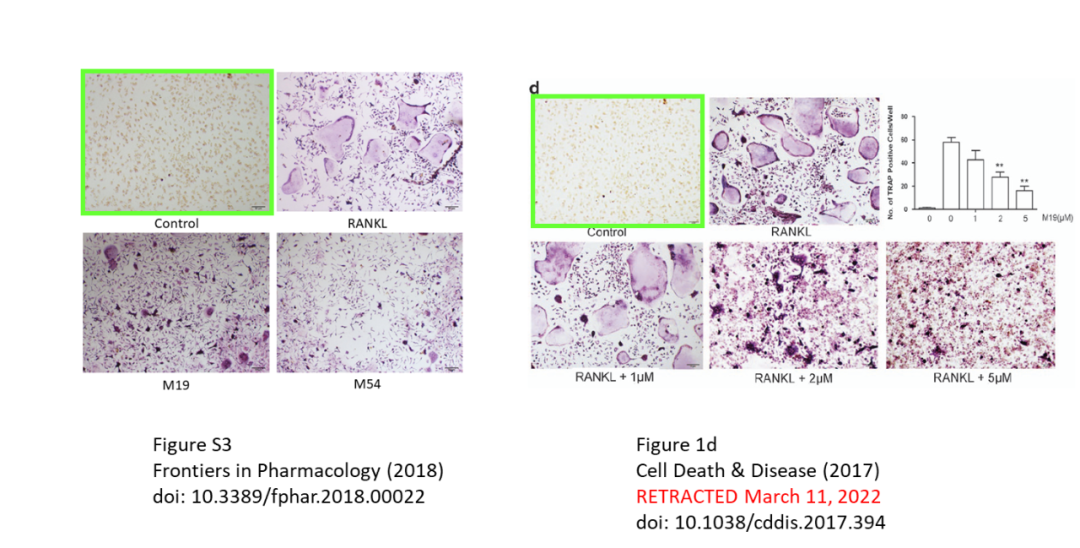 Control
RANKL
M19
M54
Figure S3
Frontiers in Pharmacology (2018)
doi: 10.3389/fphar.2018.00022
d
Control
RANKL
No. of TRAP Positive Cells/Well
80
60
40
20
0
0 0 1 2 5 M19(μM)
**
**
RANKL + 1μM
RANKL + 2μM
RANKL + 5μM
Figure 1d
Cell Death & Disease (2017)
RETRACTED March 11, 2022
doi: 10.1038/cddis.2017.394